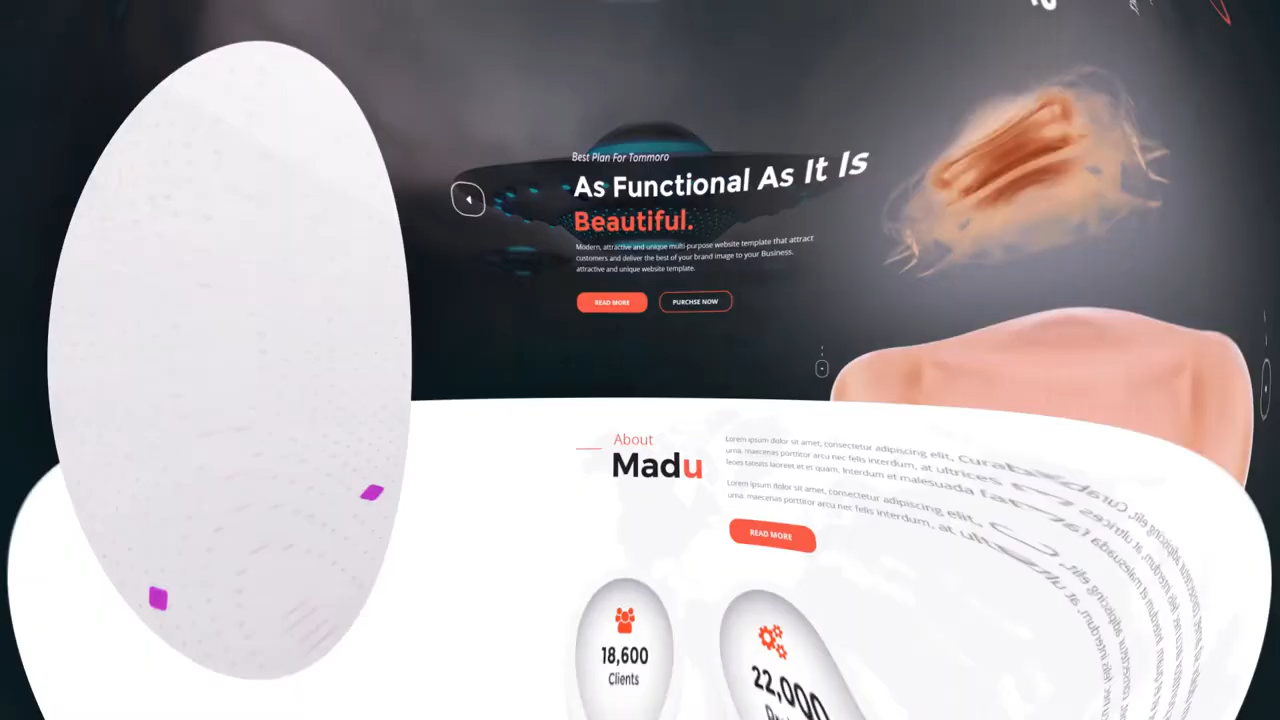 Best Plan For Tommoro
As Functional As It Is
Beautiful.
Modern, attractive and unique multi-purpose website template that attract
customers and deliver the best of your brand image to your Business.
attractive and unique website template.
READ MORE
PURCHSE NOW
About
Madu
Lorem ipsum dolor sit amet, consectetur adipiscing elit,
urna, maecenas porttitor arcu nec felis interdum, at ultrices
laoreet et et quam. Interdum et malesuada
Lorem ipsum dolor sit amet, consectetur adipiscing elit,
urna, maecenas porttitor arcu nec felis interdum, at
READ MORE
18,600
Clients
22,000